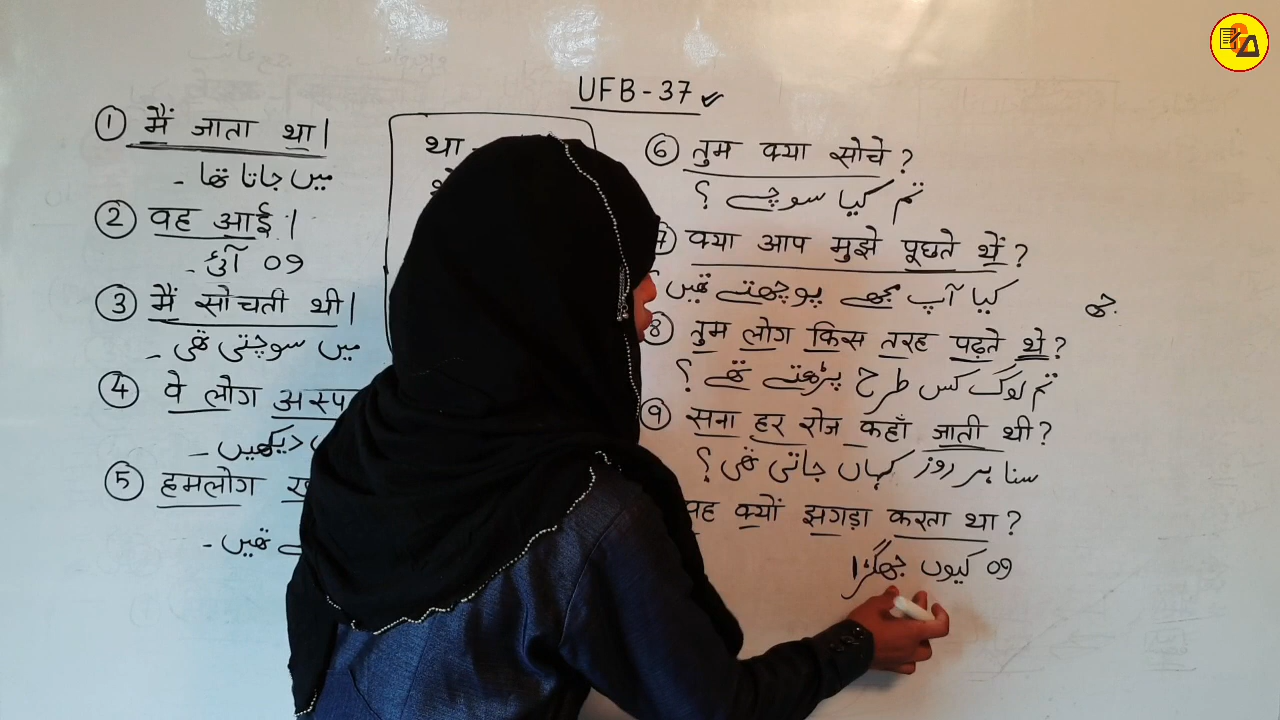 UFB-37 ✓
① मैं जाता था।
میں جاتا تھا۔
② वह आई।
وہ آئی۔
③ मैं सोचती थी।
میں سوچتی تھی۔
④ वे लोग अस्प
دیکھیں۔
⑤ हमलोग
تھیں۔
था
⑥ तुम क्या सोचे?
تم کیا سوچے؟
क्या आप मुझे पूछते थें?
کیا آپ مجھے پوچھتے تھیں
جھ
⑧ तुम लोग किस तरह पढ़ते थे?
تم لوگ کس طرح پڑھتے تھے؟
⑨ सना हर रोज कहाँ जाती थी?
سنا ہر روز کہاں جاتی تھی؟
वह क्यों झगड़ा करता था?
وہ کیوں جھگڑا